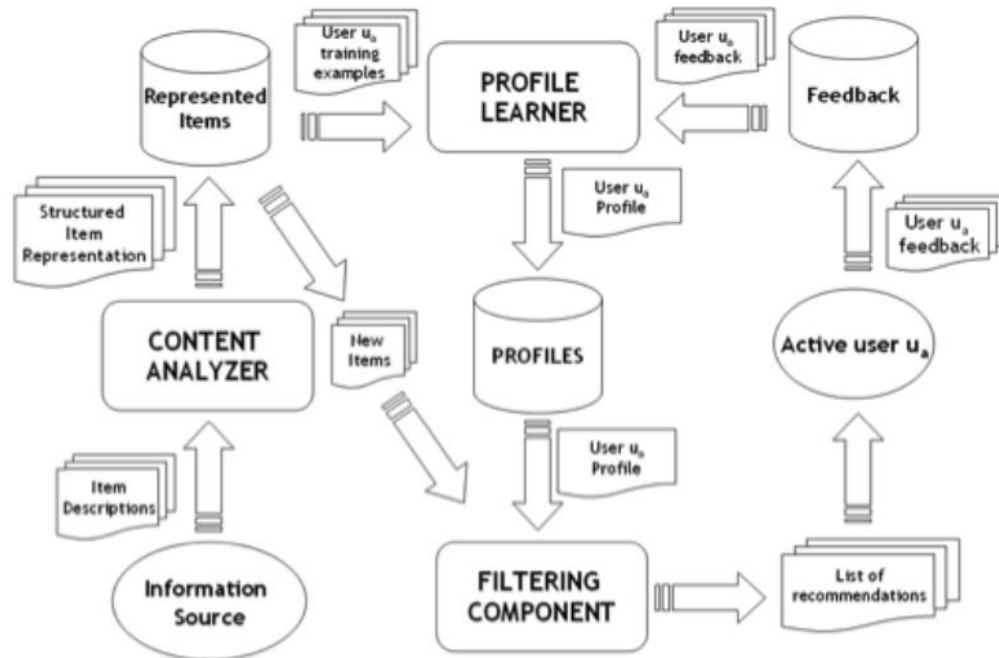 User uₐ
training
examples
User uₐ
feedback
Represented
Items
PROFILE
LEARNER
Feedback
Structured
Item
Representation
User uₐ
Profile
User uₐ
feedback
CONTENT
ANALYZER
New
Items
PROFILES
Active user uₐ
Item
Descriptions
User uₐ
Profile
Information
Source
FILTERING
COMPONENT
List of
recommendations